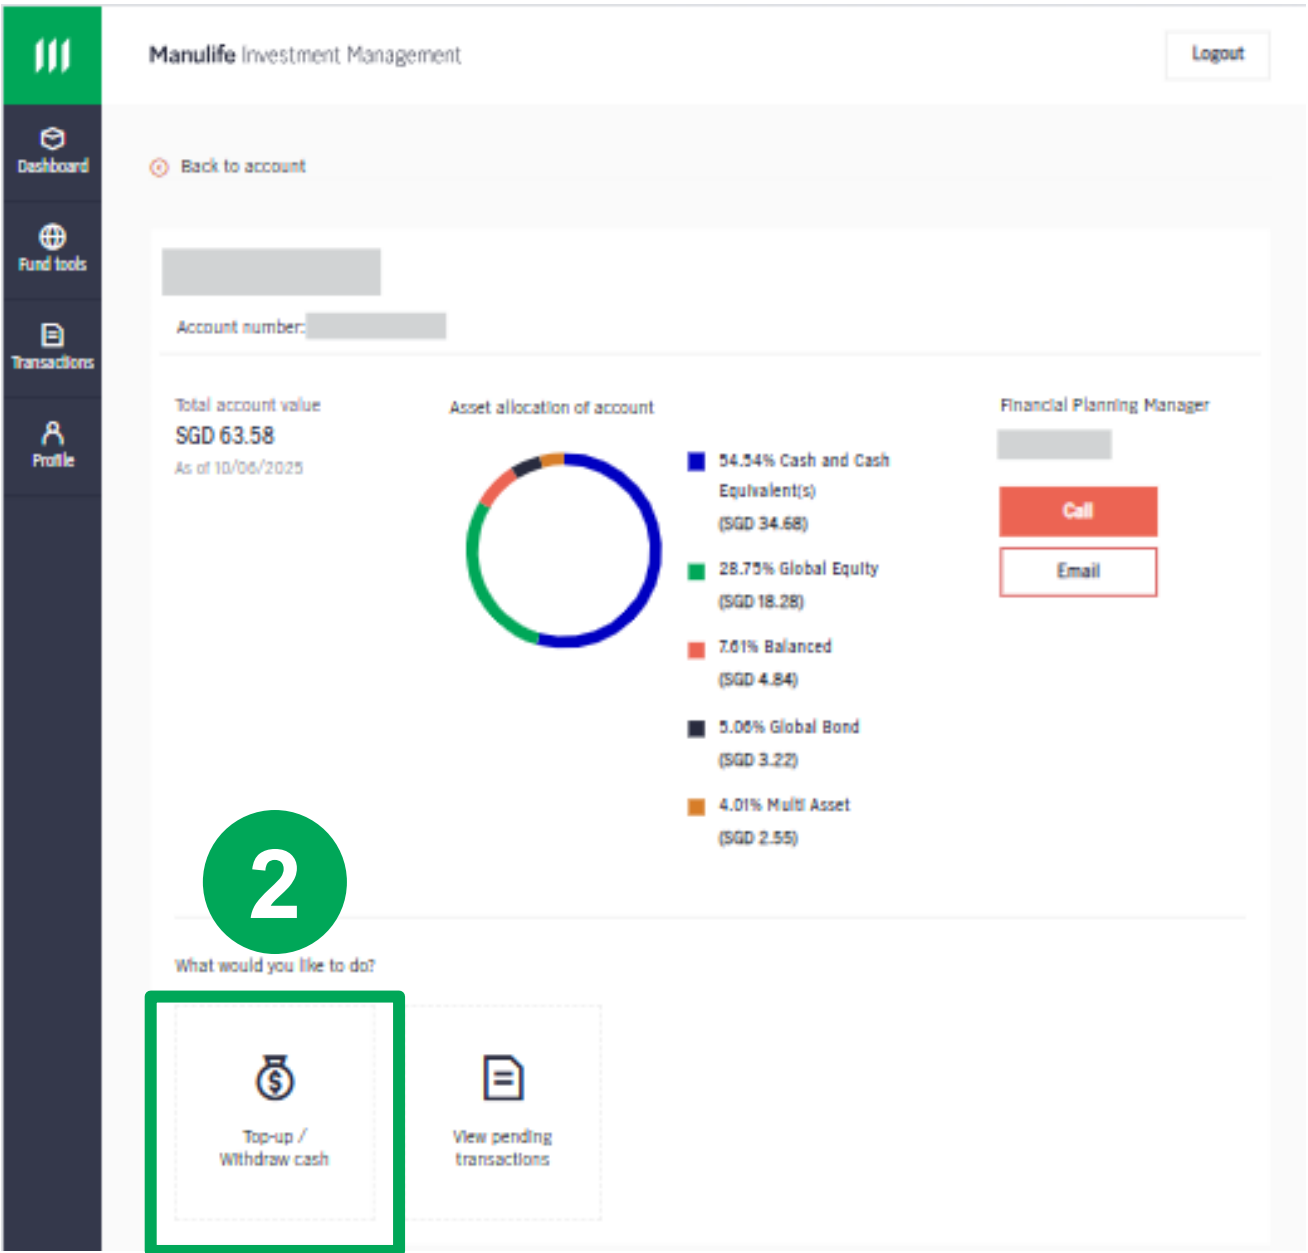 Manulife Investment Management
Logout
Dashboard
Fund tools
Transactions
Profile
Back to account
Account number:
Total account value
SGD 63.58
As of 10/06/2025
Asset allocation of account
54.54% Cash and Cash
Equivalent(s)
(SGD 34.68)
28.75% Global Equity
(SGD 18.28)
7.61% Balanced
(SGD 4.84)
5.06% Global Bond
(SGD 3.22)
4.01% Multi Asset
(SGD 2.55)
Financial Planning Manager
Call
Email
2
What would you like to do?
Top-up /
Withdraw cash
View pending
transactions